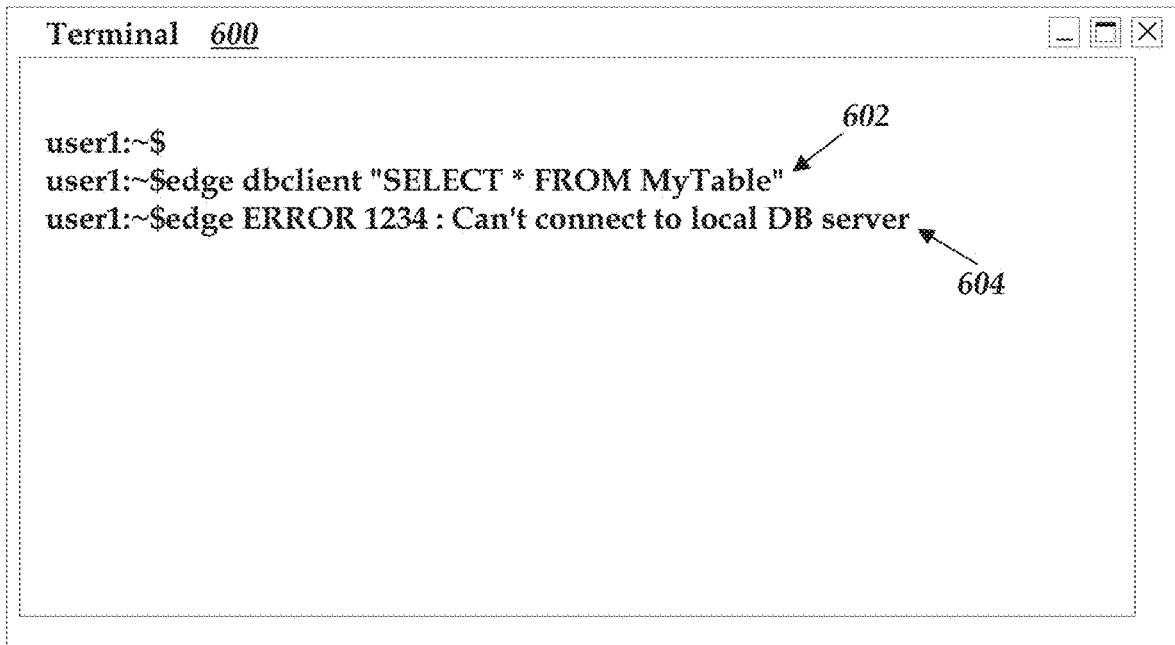 Terminal 600
602
user1:~$
user1:~$edge dbclient "SELECT * FROM MyTable"
user1:~$edge ERROR 1234 : Can't connect to local DB server
604